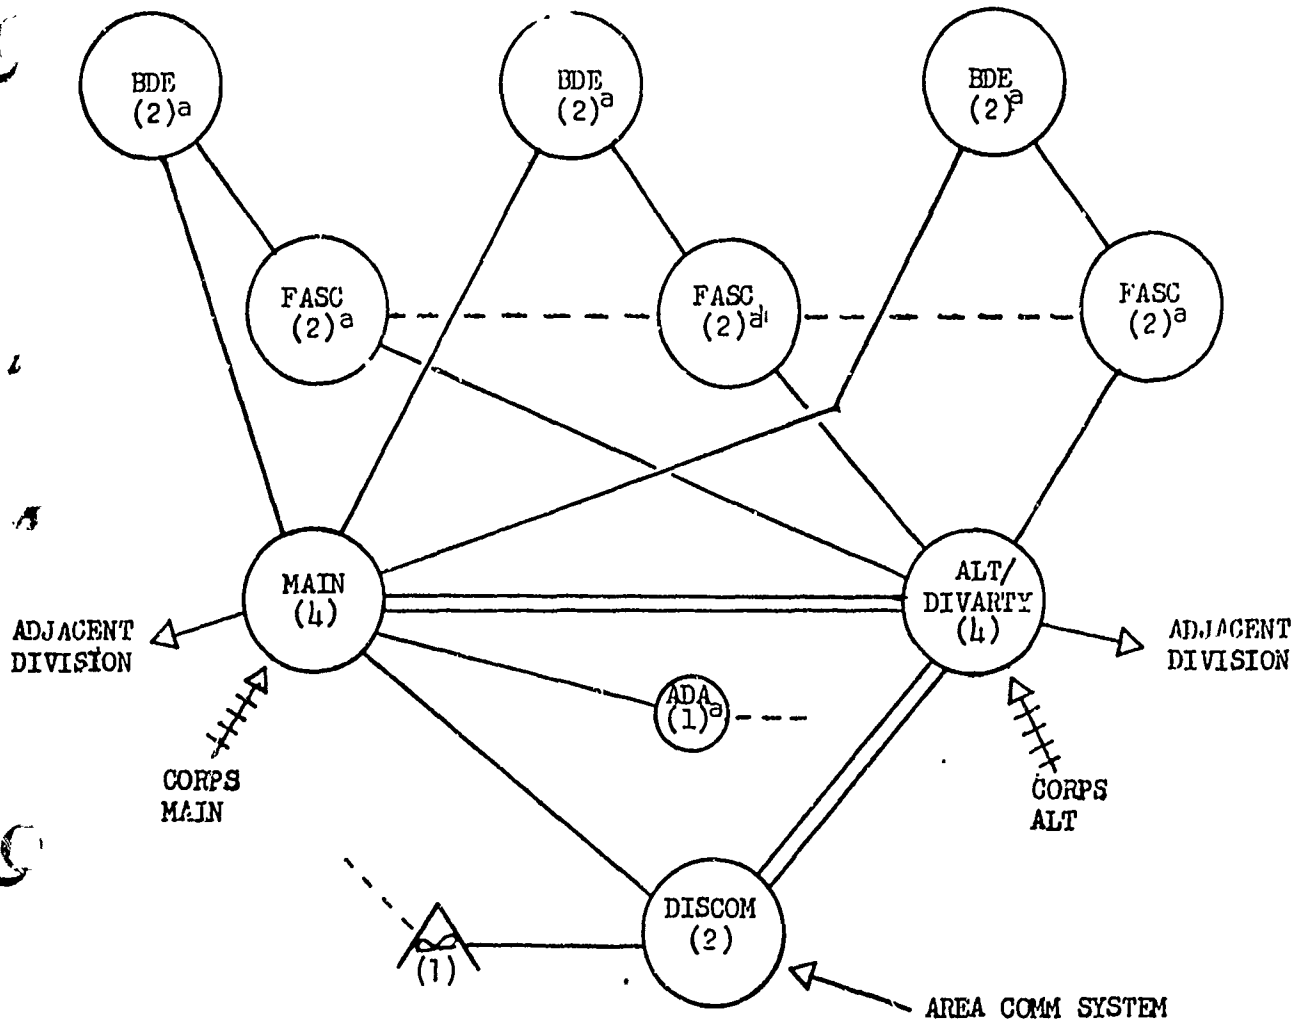 BDE
(2)a
BDE
(2)a
BDE
(2)a
FASC
(2)a
FASC
(2)a
FASC
(2)a
MAIN
(4)
ALT/
DIVARTY
(4)
ADJACENT
DIVISION
ADJACENT
DIVISION
ADA
(1)a
CORPS
MAIN
CORPS
ALT
DISCOM
(2)
(1)
AREA COMM SYSTEM